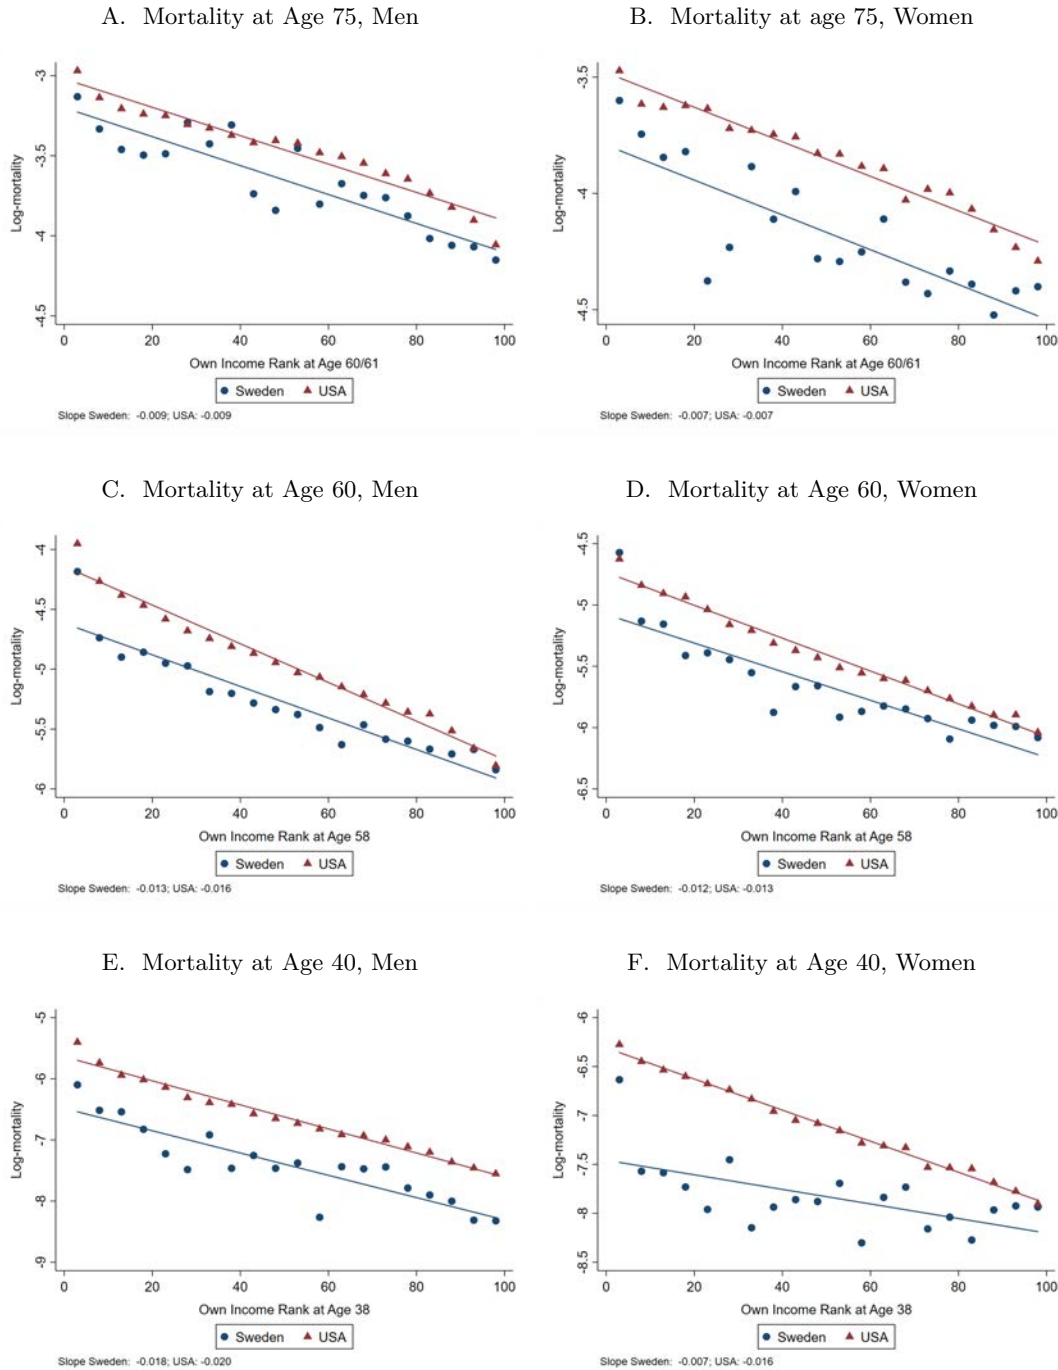 A. Mortality at Age 75, Men
B. Mortality at age 75, Women
-3
-3.5
-4
-4.5
Log-mortality
0 20 40 60 80 100
Own Income Rank at Age 60/61
Sweden USA
Slope Sweden: -0.009; USA: -0.009
-3.5
-4
-4.5
Log-mortality
0 20 40 60 80 100
Own Income Rank at Age 60/61
Sweden USA
Slope Sweden: -0.007; USA: -0.007
C. Mortality at Age 60, Men
D. Mortality at Age 60, Women
-4
-4.5
-5
-5.5
-6
Log-mortality
0 20 40 60 80 100
Own Income Rank at Age 58
Sweden USA
Slope Sweden: -0.013; USA: -0.016
-4.5
-5
-5.5
-6
-6.5
Log-mortality
0 20 40 60 80 100
Own Income Rank at Age 58
Sweden USA
Slope Sweden: -0.012; USA: -0.013
E. Mortality at Age 40, Men
F. Mortality at Age 40, Women
-5
-6
-7
-8
-9
Log-mortality
0 20 40 60 80 100
Own Income Rank at Age 38
Sweden USA
Slope Sweden: -0.018; USA: -0.020
-6
-6.5
-7
-7.5
-8
-8.5
Log-mortality
0 20 40 60 80 100
Own Income Rank at Age 38
Sweden USA
Slope Sweden: -0.007; USA: -0.016